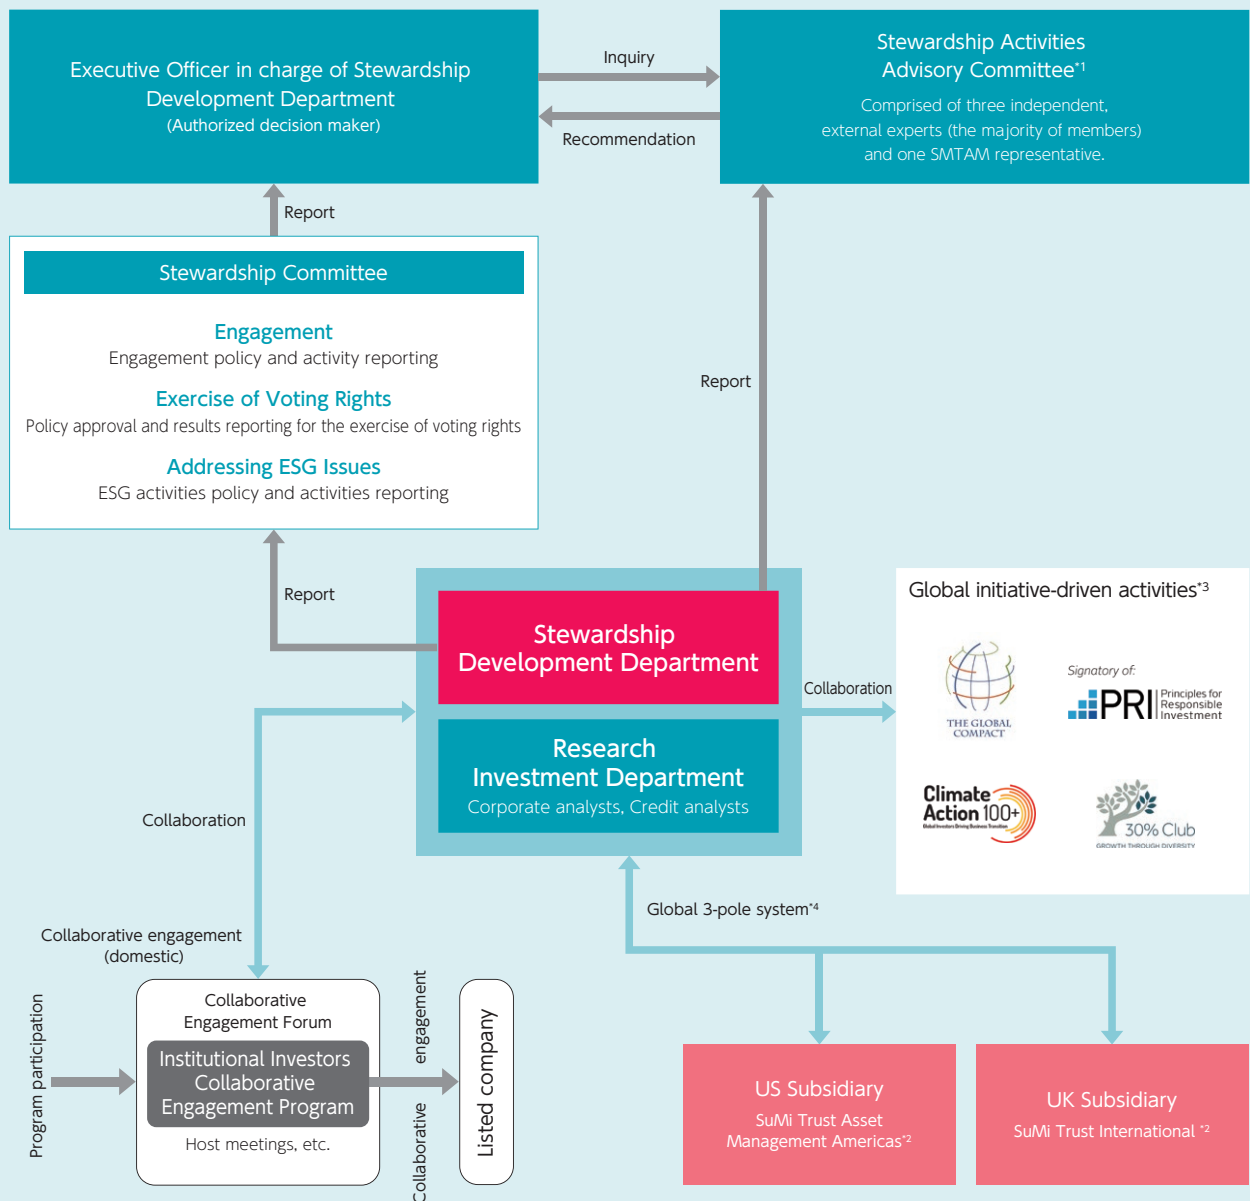 Executive Officer in charge of Stewardship
Development Department
(Authorized decision maker)
Inquiry
Recommendation
Stewardship Activities
Advisory Committee*1
Comprised of three independent,
external experts (the majority of members)
and one SMTAM representative.
Report
Stewardship Committee
Engagement
Engagement policy and activity reporting
Exercise of Voting Rights
Policy approval and results reporting for the exercise of voting rights
Addressing ESG Issues
ESG activities policy and activities reporting
Report
Report
Stewardship
Development Department
Research
Investment Department
Corporate analysts, Credit analysts
Collaboration
Global initiative-driven activities*3
THE GLOBAL
COMPACT
Signatory of:
PRI
Principles for
Responsible
Investment
Climate
Action 100+
Global Investors Driving Business Transition
30% Club
GROWTH THROUGH DIVERSITY
Collaboration
Collaborative engagement
(domestic)
Global 3-pole system*4
Program participation
Collaborative
Engagement Forum
Institutional Investors
Collaborative
Engagement Program
Host meetings, etc.
Collaborative engagement
Listed company
US Subsidiary
SuMi Trust Asset
Management Americas*2
UK Subsidiary
SuMi Trust International *2